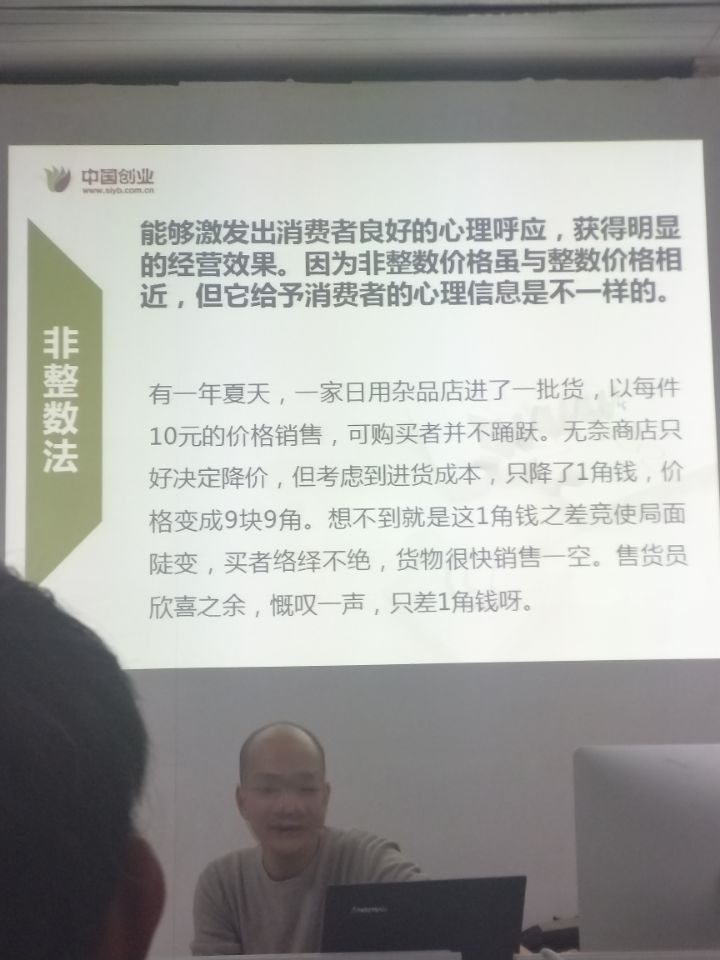 中国创业
www.siyb.com.cn
能够激发出消费者良好的心理呼应，获得明显
的经营效果。因为非整数价格虽与整数价格相
近，但它给予消费者的心理信息是不一样的。
非整数法
有一年夏天，一家日用杂品店进了一批货，以每件
10元的价格销售，可购买者并不踊跃。无奈商店只
好决定降价，但考虑到进货成本，只降了1角钱，价
格变成9块9角。想不到就是这1角钱之差竟使局面
陡变，买者络绎不绝，货物很快销售一空。售货员
欣喜之余，慨叹一声，只差1角钱呀。
Lenovo